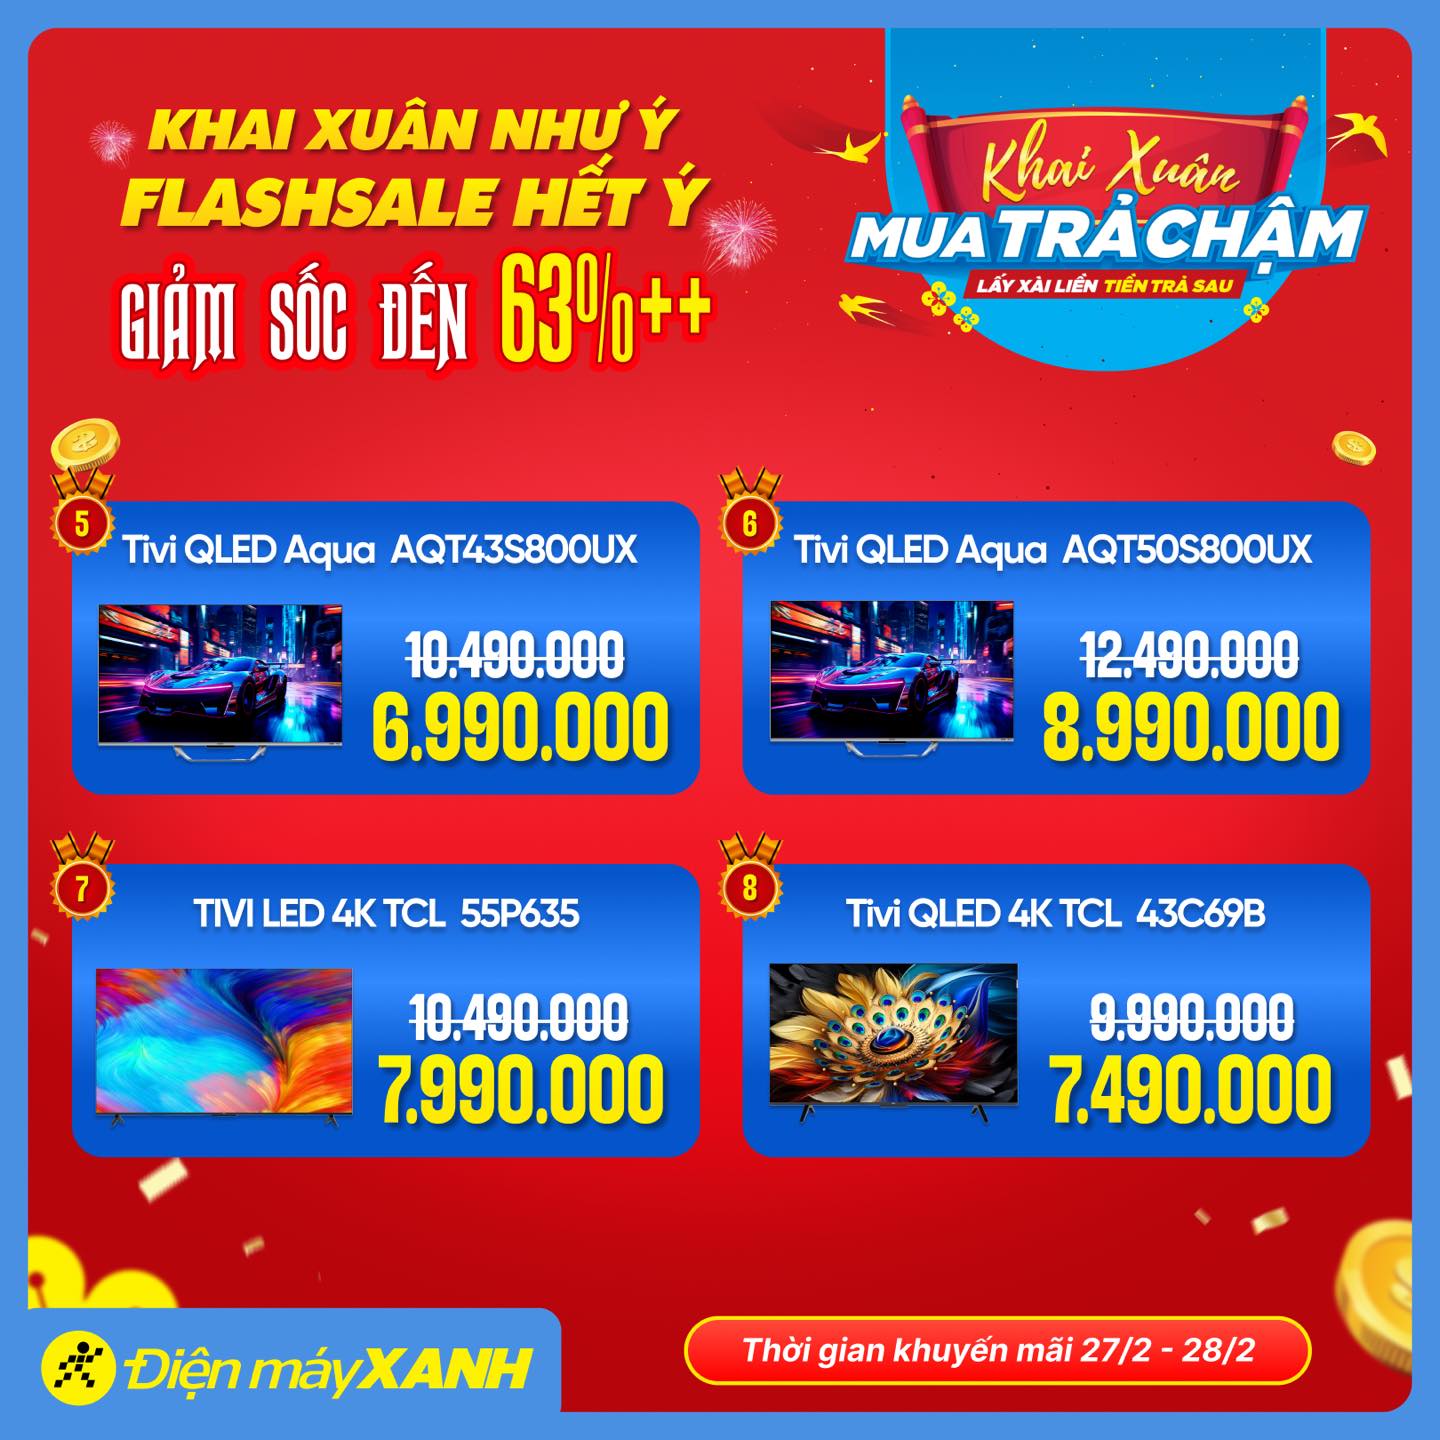 KHAI XUÂN NHƯ Ý
FLASHSALE HẾT Ý
GIẢM SỐC ĐẾN 63%++
Khai Xuân
MUA TRẢ CHẬM
LẤY XÀI LIỀN TIỀN TRẢ SAU
5
Tivi QLED Aqua AQT43S800UX
10.490.000
6.990.000
6
Tivi QLED Aqua AQT50S800UX
12.490.000
8.990.000
7
TIVI LED 4K TCL 55P635
10.490.000
7.990.000
8
Tivi QLED 4K TCL 43C69B
9.990.000
7.490.000
Điện máy XANH
Thời gian khuyến mãi 27/2 - 28/2